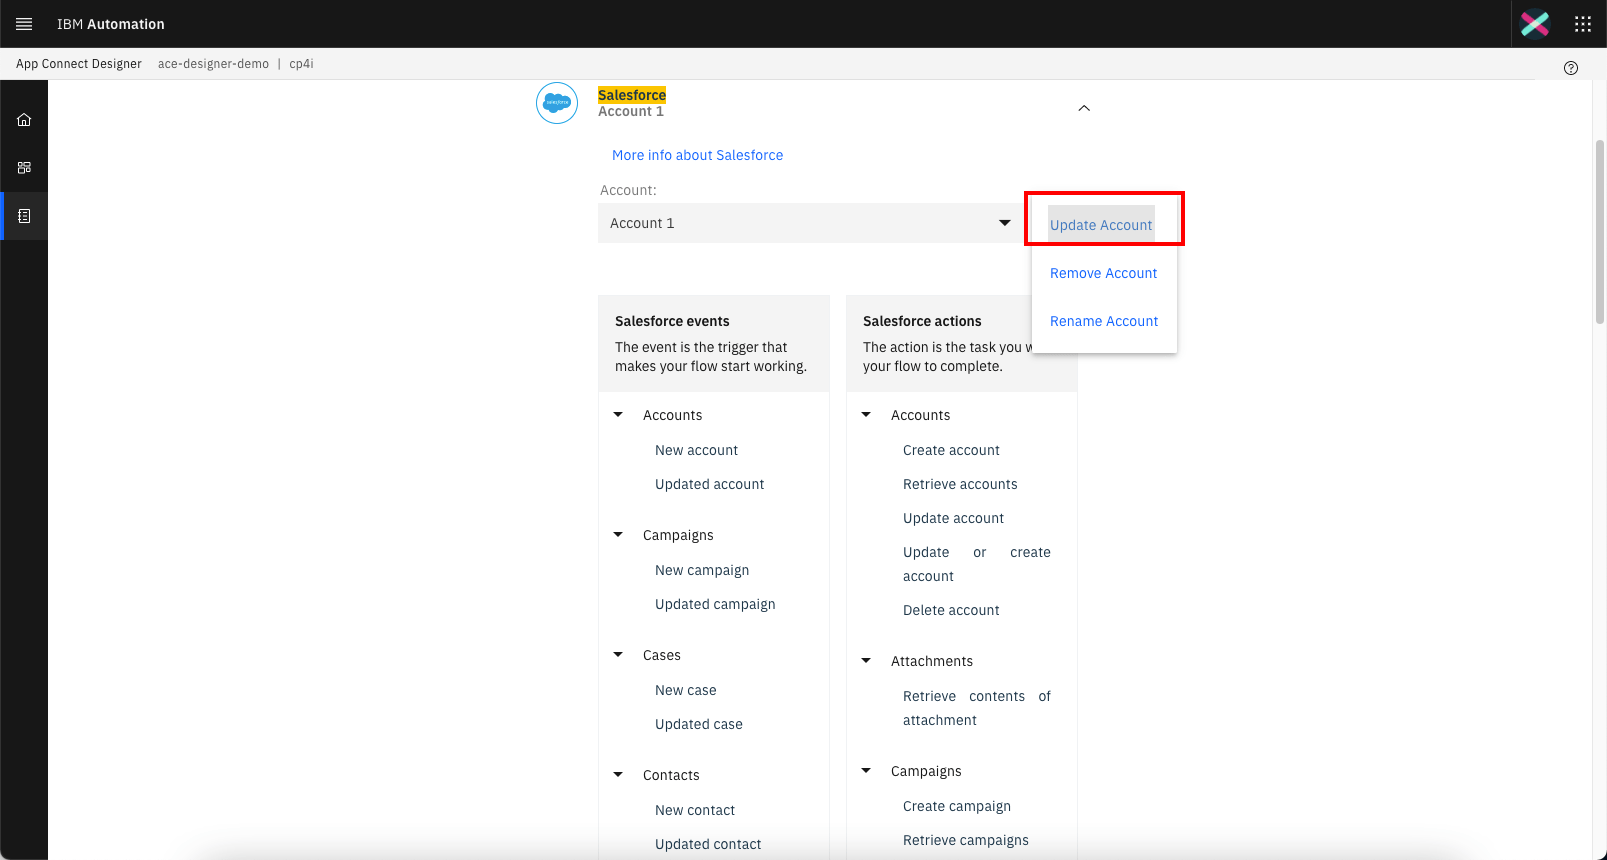 IBM Automation
App Connect Designer ace-designer-demo | cp4i
salesforce
Salesforce
Account 1
More info about Salesforce
Account:
Account 1
Update Account
Remove Account
Rename Account
Salesforce events
The event is the trigger that
makes your flow start working.
Accounts
New account
Updated account
Campaigns
New campaign
Updated campaign
Cases
New case
Updated case
Contacts
New contact
Updated contact
Salesforce actions
The action is the task you w
your flow to complete.
Accounts
Create account
Retrieve accounts
Update account
Update or create
account
Delete account
Attachments
Retrieve contents of
attachment
Campaigns
Create campaign
Retrieve campaigns